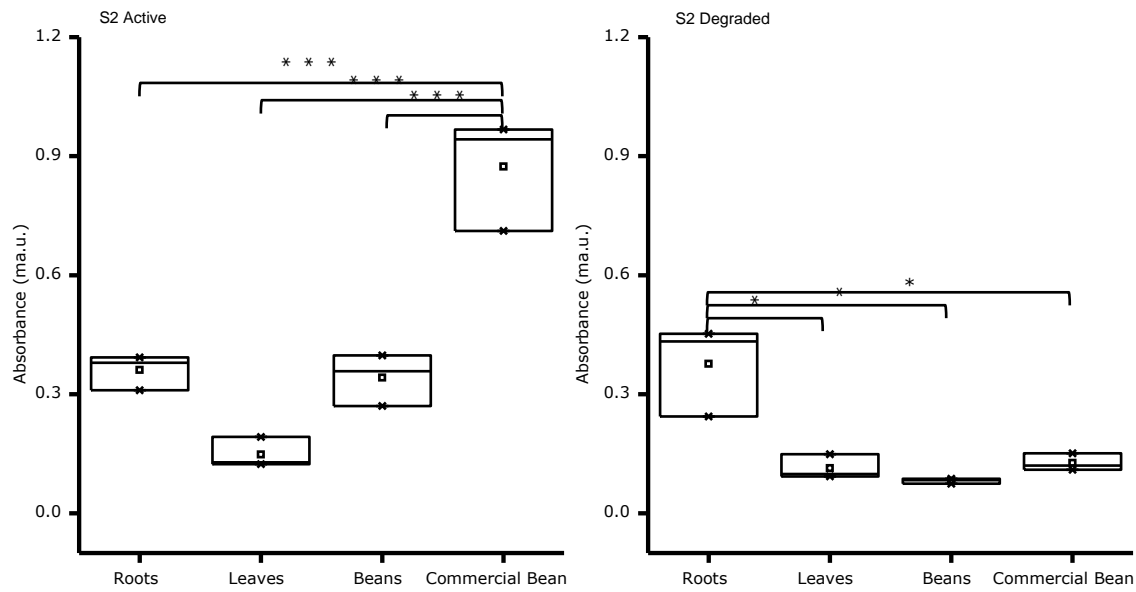 S2 Active
1.2
* * *
* * *
* * *
0.9
0.6
0.3
0.0
Absorbance (ma.u.)
Roots Leaves Beans Commercial Bean
S2 Degraded
1.2
0.9
0.6
*
*
*
0.3
0.0
Absorbance (ma.u.)
Roots Leaves Beans Commercial Bean